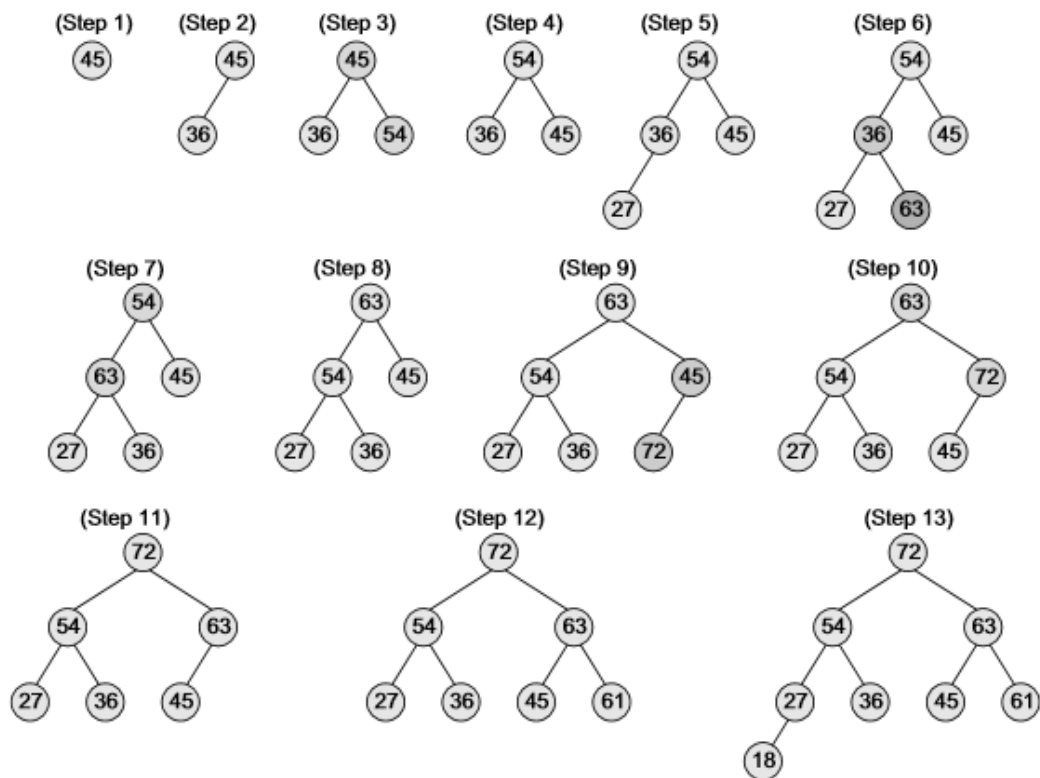 (Step 1) (Step 2) (Step 3) (Step 4) (Step 5) (Step 6)
45 45 45 54 54 54
36 36 54 36 45 36 45 36 45
27 27 63
(Step 7) (Step 8) (Step 9) (Step 10)
54 63 63 63
63 45 54 45 54 45 54 72
27 36 27 36 27 36 72 27 36 45
(Step 11) (Step 12) (Step 13)
72 72 72
54 63 54 63 54 63
27 36 45 27 36 45 61 27 36 45 61
18